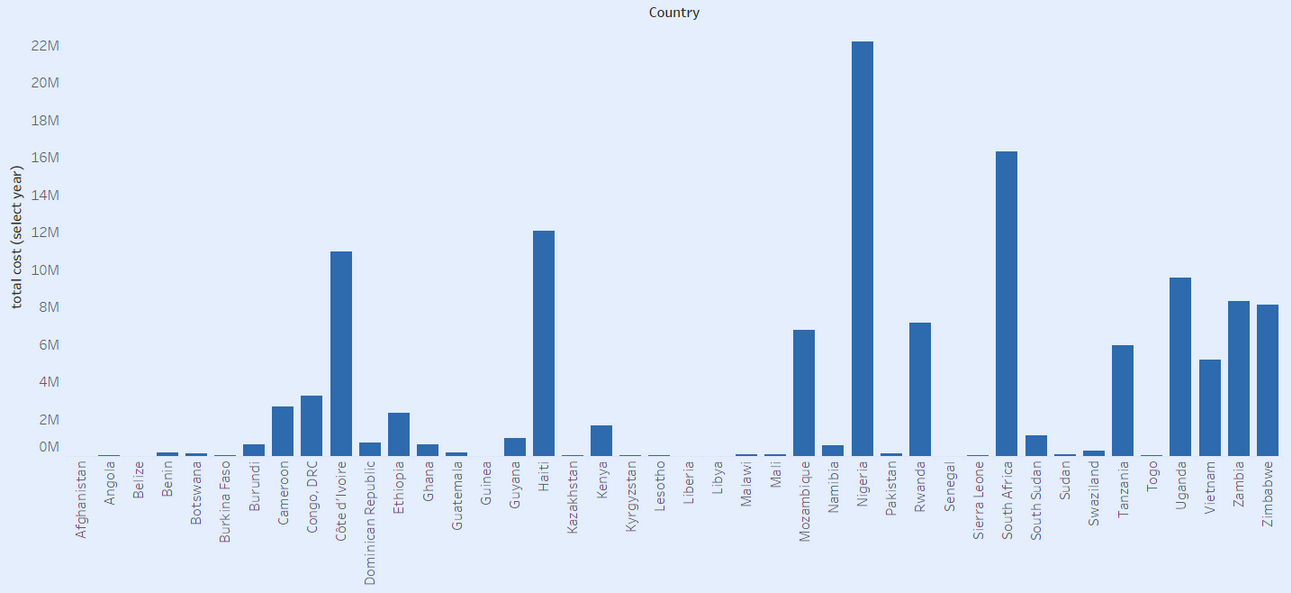 Country
total cost (select year)
22M
20M
18M
16M
14M
12M
10M
8M
6M
4M
2M
0M
Afghanistan
Angola
Belize
Benin
Botswana
Burkina Faso
Burundi
Cameroon
Congo, DRC
Côte d'Ivoire
Dominican Republic
Ethiopia
Ghana
Guatemala
Guinea
Guyana
Haiti
Kazakhstan
Kenya
Kyrgyzstan
Lesotho
Liberia
Libya
Malawi
Mali
Mozambique
Namibia
Nigeria
Pakistan
Rwanda
Senegal
Sierra Leone
South Africa
South Sudan
Sudan
Swaziland
Tanzania
Togo
Uganda
Vietnam
Zambia
Zimbabwe